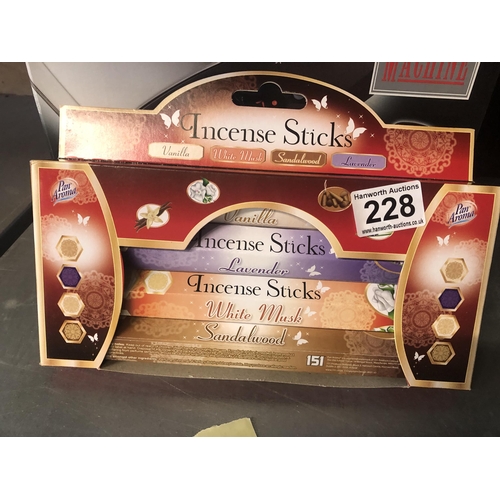 MACHINE
Incense Sticks
Vanilla White Musk Sandalwood Lavender
Pan Aroma
Hanworth Auctions
228
www.hanworth-auctions.co.uk
Pan Aroma
Vanilla
Incense Sticks
Lavender
Incense Sticks
White Musk
Sandalwood
151